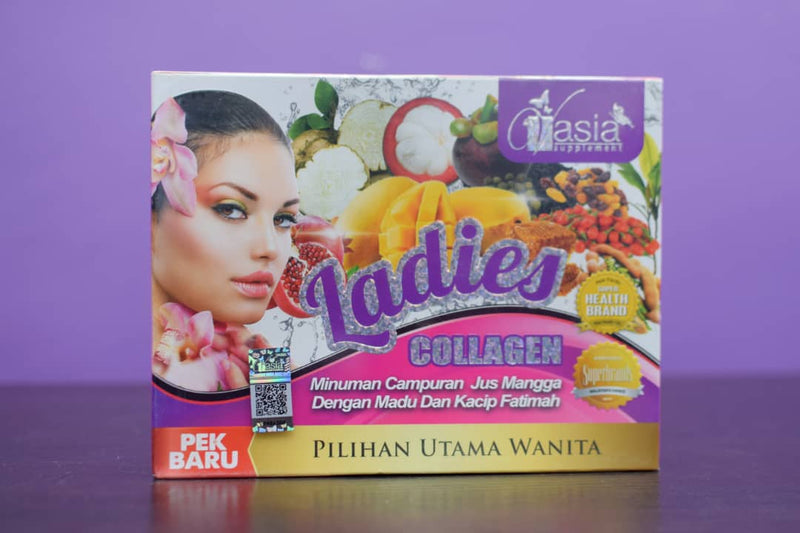 Vasia
supplement
Ladies
COLLAGEN
Minuman Campuran Jus Mangga
Dengan Madu Dan Kacip Fatimah
SUPER
HEALTH
BRAND
Superbrands
asia
PEK
BARU
PILIHAN UTAMA WANITA